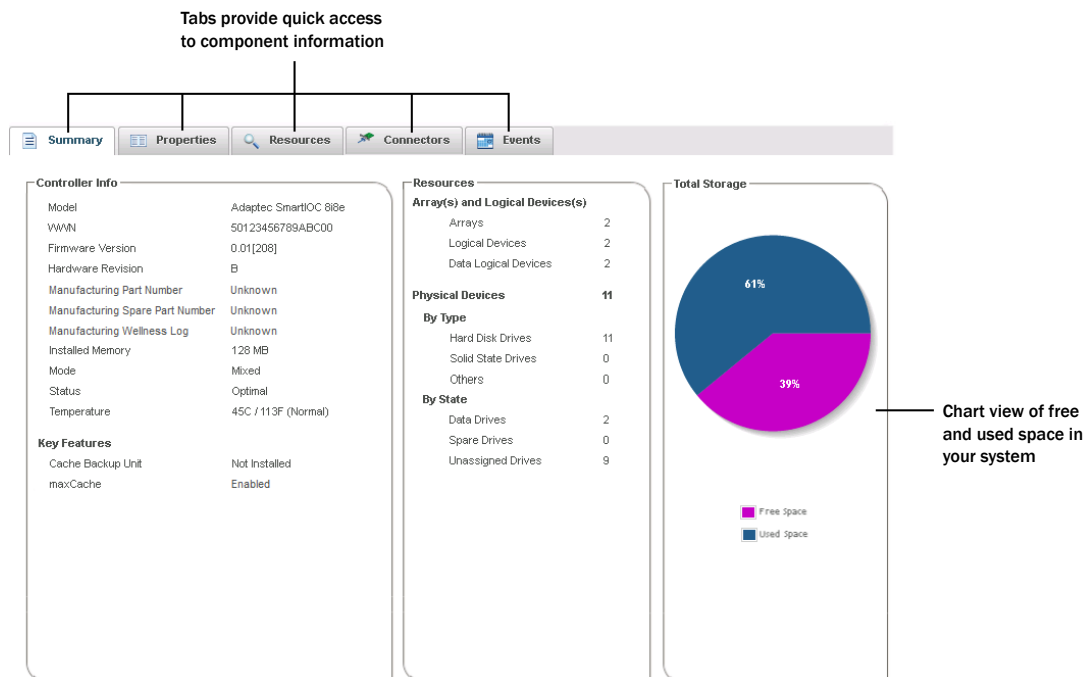 Tabs provide quick access
to component information
Summary
Properties
Resources
Connectors
Events
Controller Info
Model Adaptec SmartIOC 8i8e
WWN 50123456789ABC00
Firmware Version 0.01[208]
Hardware Revision B
Manufacturing Part Number Unknown
Manufacturing Spare Part Number Unknown
Manufacturing Wellness Log Unknown
Installed Memory 128 MB
Mode Mixed
Status Optimal
Temperature 45C / 113F (Normal)
Key Features
Cache Backup Unit Not Installed
maxCache Enabled
Resources
Array(s) and Logical Devices(s)
Arrays 2
Logical Devices 2
Data Logical Devices 2
Physical Devices 11
By Type
Hard Disk Drives 11
Solid State Drives 0
Others 0
By State
Data Drives 2
Spare Drives 0
Unassigned Drives 9
Total Storage
61%
39%
Free Space
Used Space
Chart view of free
and used space in
your system